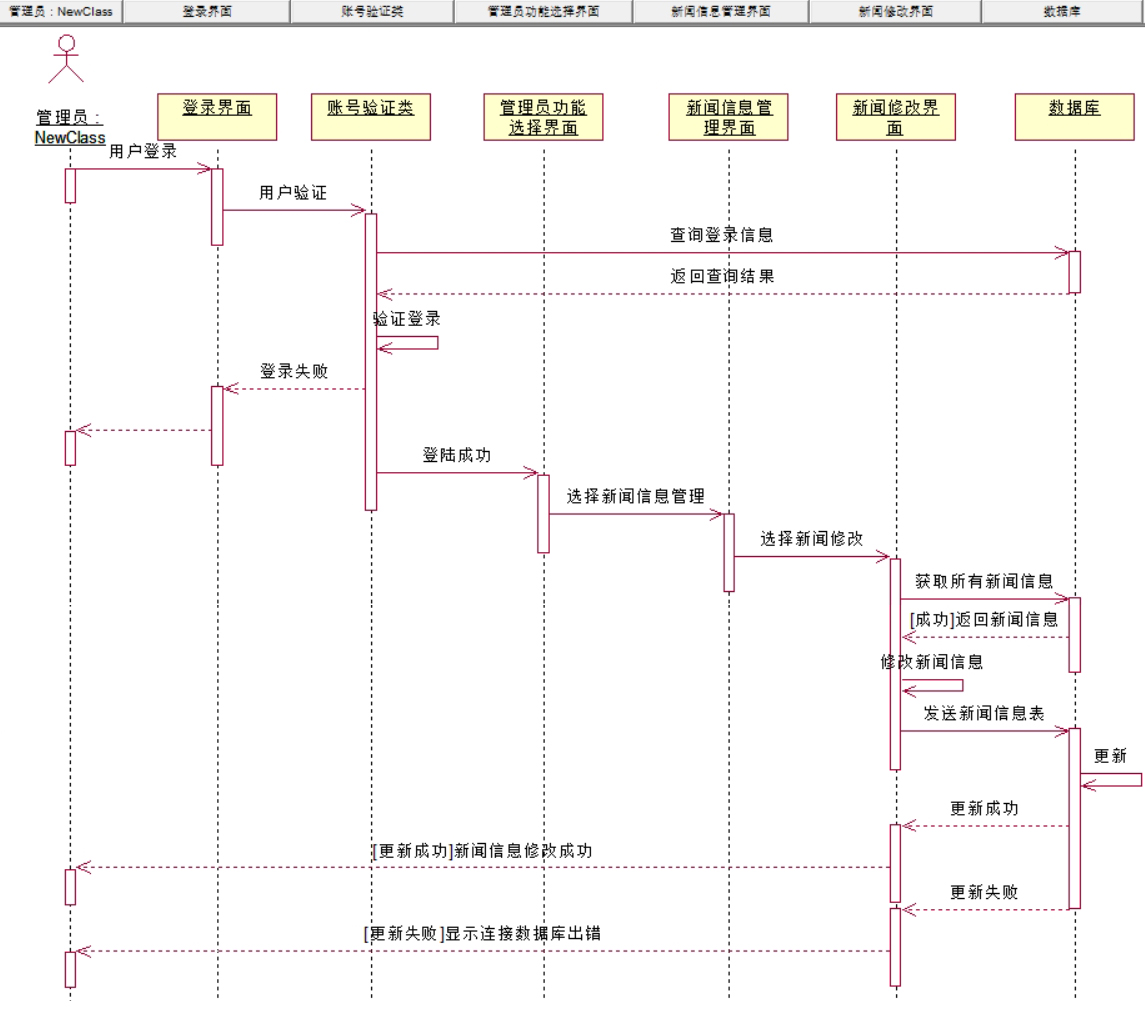 管理员：NewClass
登录界面
账号验证类
管理员功能选择界面
新闻信息管理界面
新闻修改界面
数据库
管理员：
NewClass
登录界面
账号验证类
管理员功能
选择界面
新闻信息管
理界面
新闻修改界
面
数据库
用户登录
用户验证
查询登录信息
返回查询结果
验证登录
登录失败
登陆成功
选择新闻信息管理
选择新闻修改
获取所有新闻信息
[成功]返回新闻信息
修改新闻信息
发送新闻信息表
更新
更新成功
[更新成功]新闻信息修改成功
更新失败
[更新失败]显示连接数据库出错